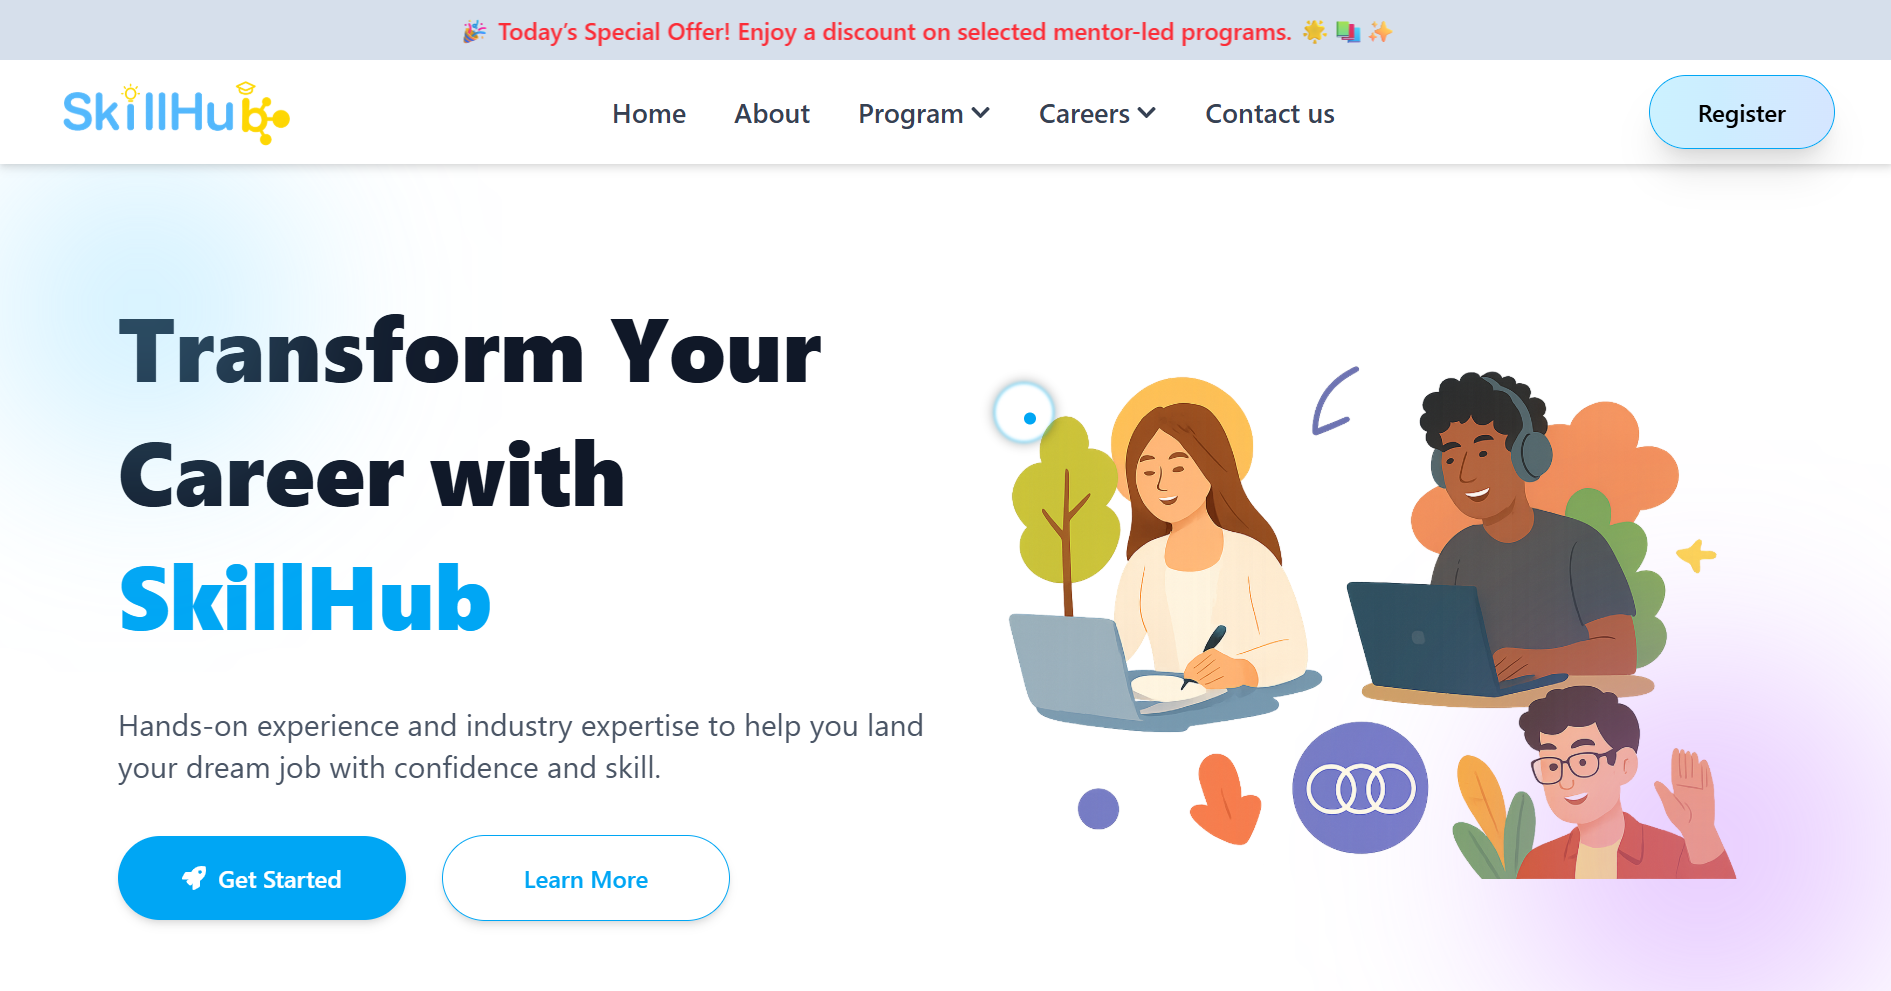 🎉 Today’s Special Offer! Enjoy a discount on selected mentor-led programs. 🌟 📚 ✨
SkillHub
Home About Program Careers Contact us
Register
Transform Your
Career with
SkillHub
Hands-on experience and industry expertise to help you land
your dream job with confidence and skill.
Get Started Learn More